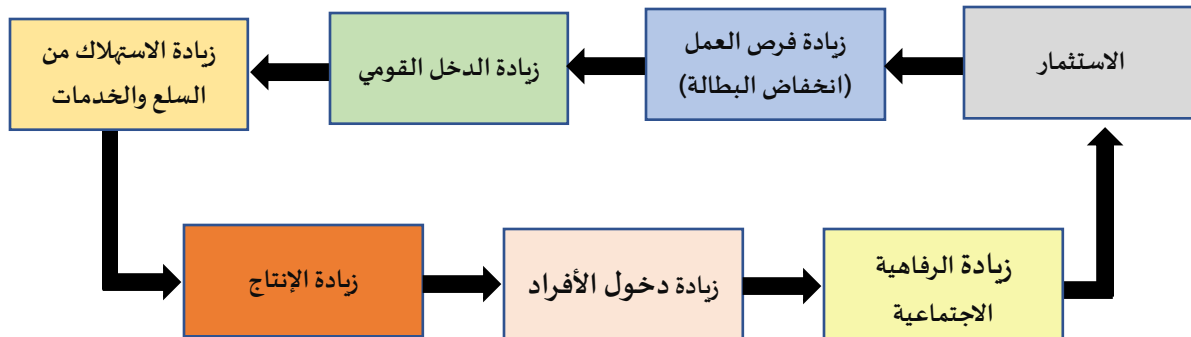 الاستثمار
زيادة فرص العمل
(انخفاض البطالة)
زيادة الدخل القومي
زيادة الاستهلاك من
السلع والخدمات
زيادة الإنتاج
زيادة دخول الأفراد
زيادة الرفاهية
الاجتماعية